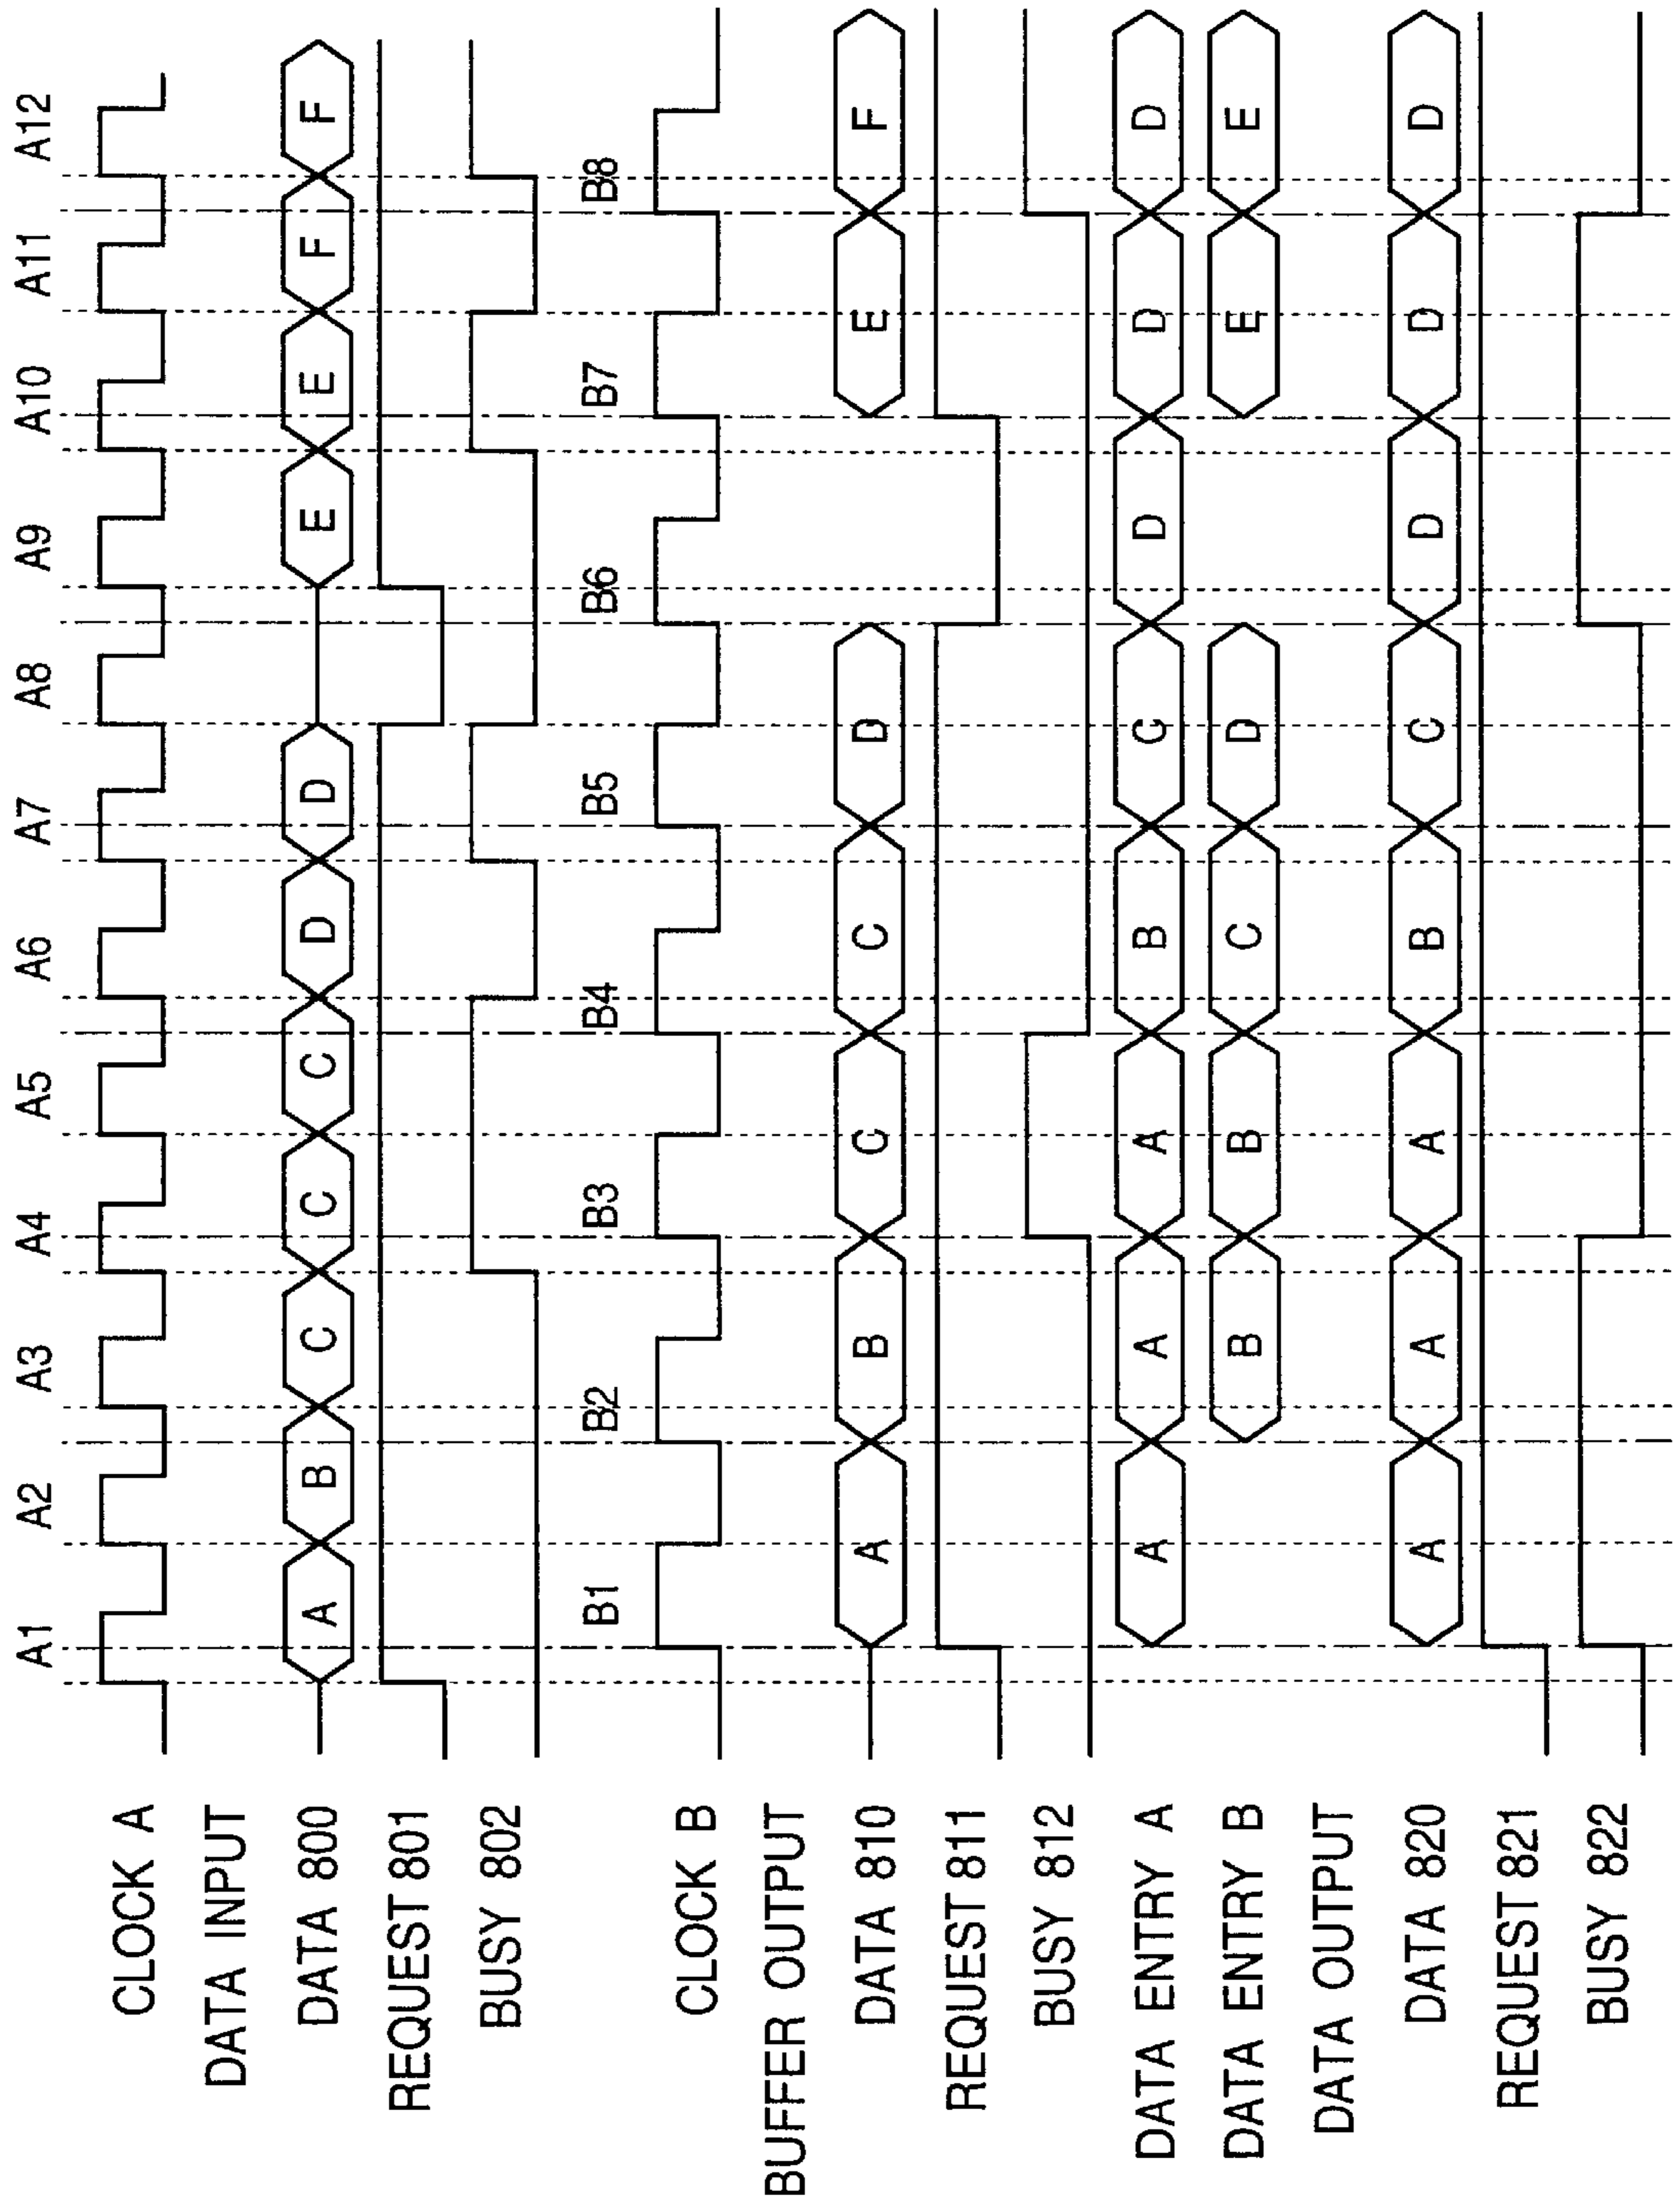 A1 A2 A3 A4 A5 A6 A7 A8 A9 A10 A11 A12
CLOCK A
DATA INPUT
DATA 800 A B C C C D D E E F F
REQUEST 801
BUSY 802
B1 B2 B3 B4 B5 B6 B7 B8
CLOCK B
BUFFER OUTPUT
DATA 810 A B C C D E F
REQUEST 811
BUSY 812
DATA ENTRY A A A A B C D D D
DATA ENTRY B B B C D E E
DATA OUTPUT
DATA 820 A A A B C D D D
REQUEST 821
BUSY 822